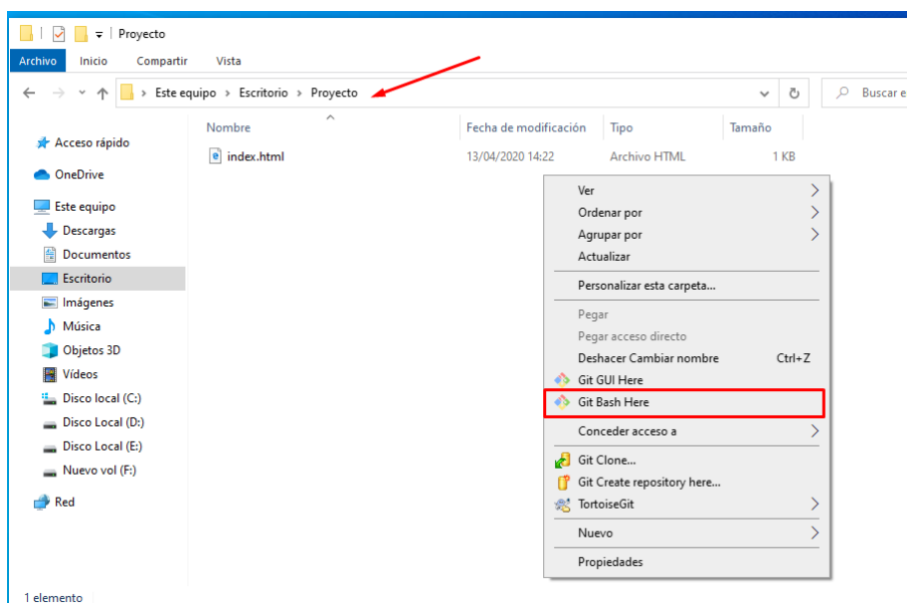 Proyecto
Archivo Inicio Compartir Vista
Este equipo > Escritorio > Proyecto
Buscar e
Nombre Fecha de modificación Tipo Tamaño
index.html 13/04/2020 14:22 Archivo HTML 1 KB
Acceso rápido
OneDrive
Este equipo
Descargas
Documentos
Escritorio
Imágenes
Música
Objetos 3D
Vídeos
Disco local (C:)
Disco Local (D:)
Disco Local (E:)
Nuevo vol (F:)
Red
Ver
Ordenar por
Agrupar por
Actualizar
Personalizar esta carpeta...
Pegar
Pegar acceso directo
Deshacer Cambiar nombre Ctrl+Z
Git GUI Here
Git Bash Here
Conceder acceso a
Git Clone...
Git Create repository here...
TortoiseGit
Nuevo
Propiedades
1 elemento